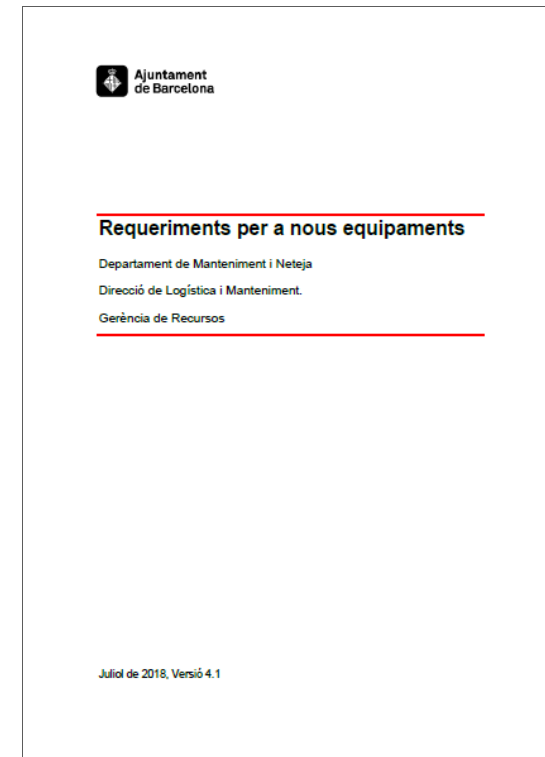 Ajuntament
de Barcelona
Requeriments per a nous equipaments
Departament de Manteniment i Neteja
Direcció de Logística i Manteniment.
Gerència de Recursos
Juliol de 2018, Versió 4.1